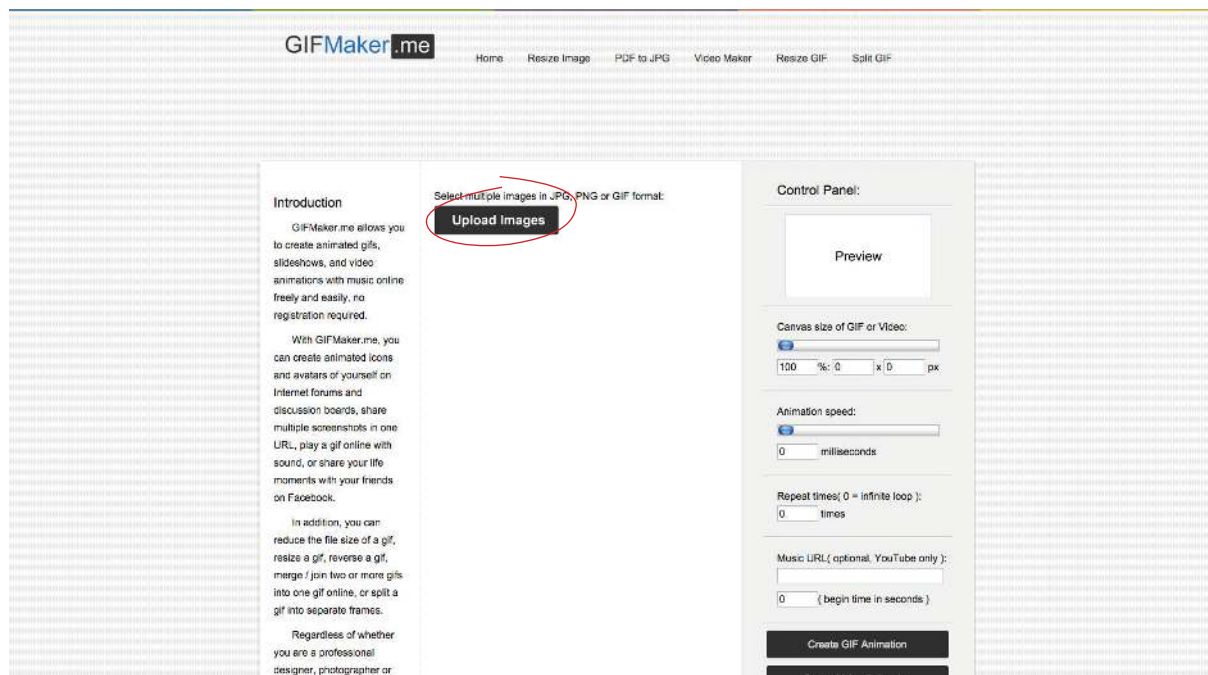 GIFMaker.me
Home Resize Image PDF to JPG Video Maker Resize GIF Split GIF
Introduction
GIFMaker.me allows you
to create animated gifs,
slideshows, and video
animations with music online
freely and easily, no
registration required.
With GIFMaker.me, you
can create animated icons
and avatars of yourself on
Internet forums and
discussion boards, share
multiple screenshots in one
URL, play a gif online with
sound, or share your life
moments with your friends
on Facebook.
In addition, you can
reduce the file size of a gif,
resize a gif, reverse a gif,
merge / join two or more gifs
into one gif online, or split a
gif into separate frames.
Regardless of whether
you are a professional
designer, photographer or
Select multiple images in JPG, PNG or GIF format:
Upload Images
Control Panel:
Preview
Canvas size of GIF or Video:
100 %: 0 x 0 px
Animation speed:
0 milliseconds
Repeat times( 0 = infinite loop ):
0 times
Music URL( optional, YouTube only ):
0 ( begin time in seconds )
Create GIF Animation